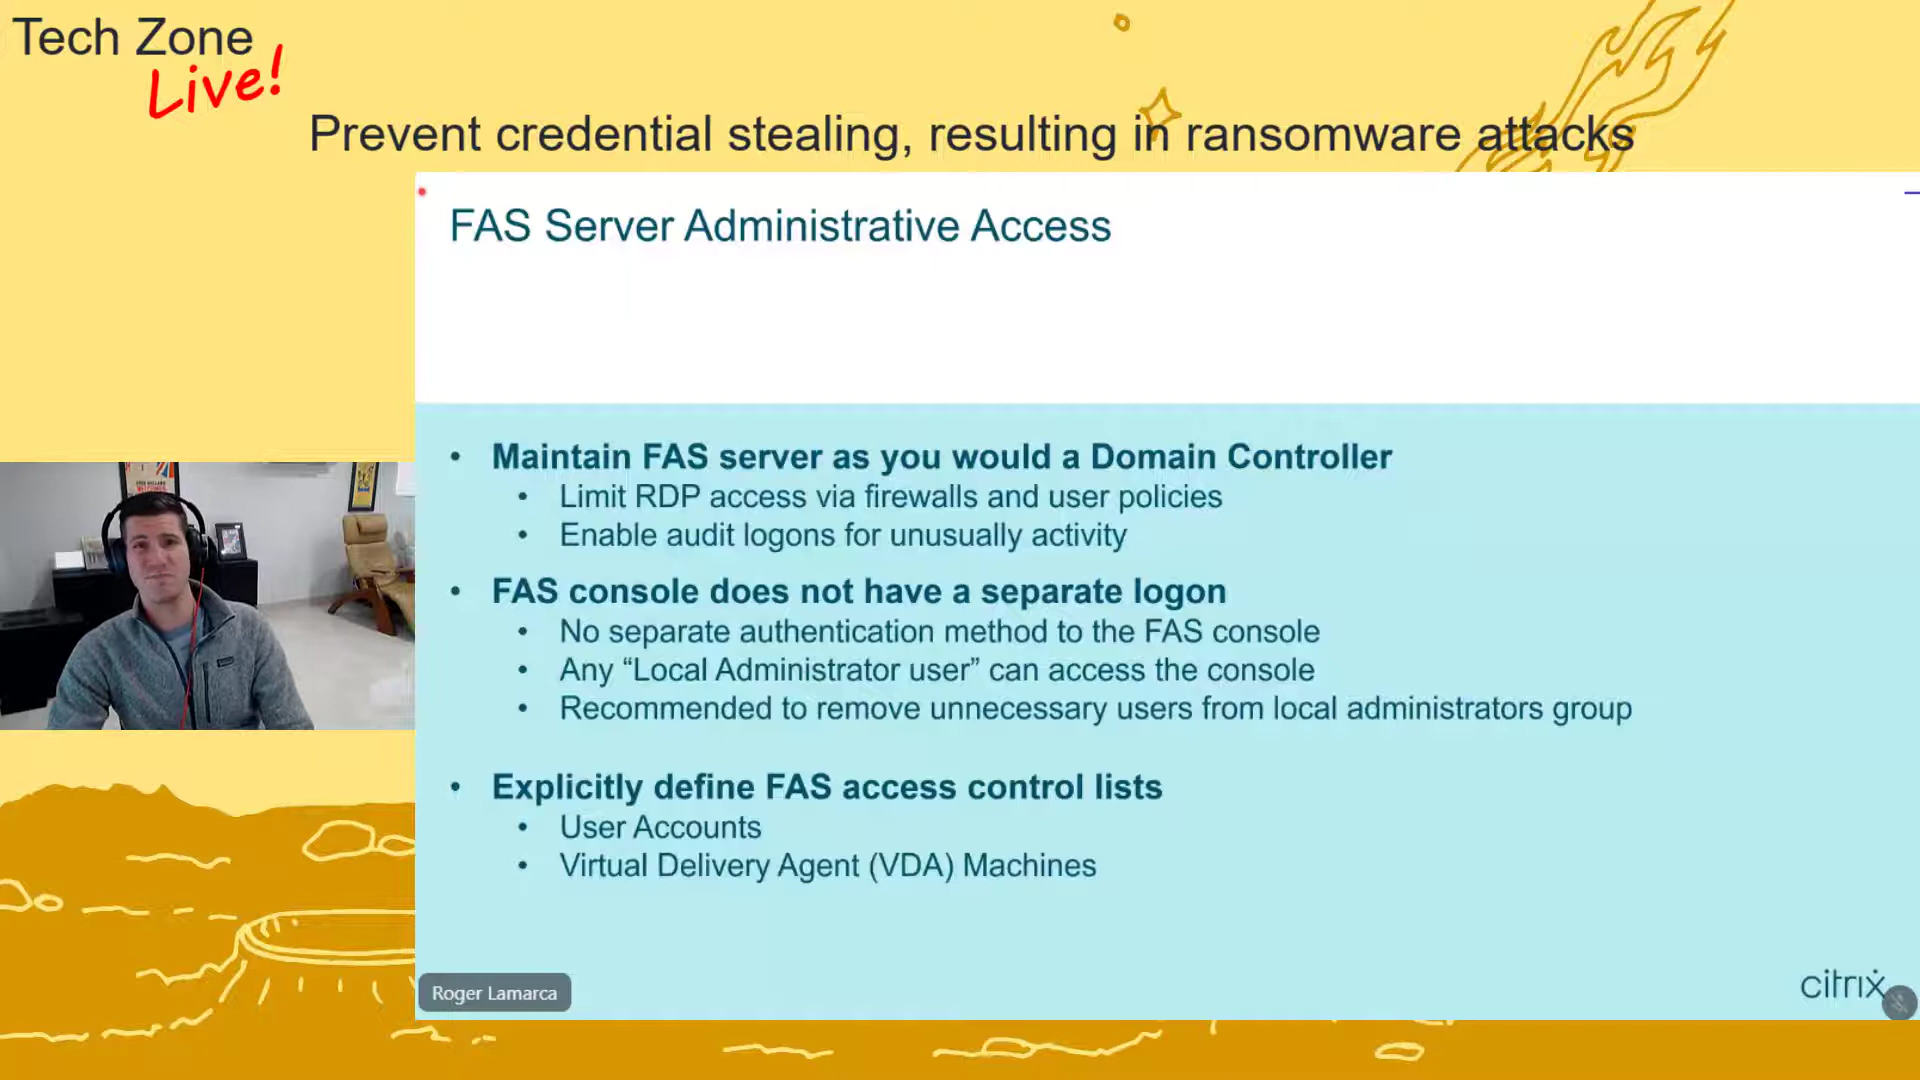 Tech Zone
Live!
Prevent credential stealing, resulting in ransomware attacks
FAS Server Administrative Access
• Maintain FAS server as you would a Domain Controller
• Limit RDP access via firewalls and user policies
• Enable audit logons for unusually activity
• FAS console does not have a separate logon
• No separate authentication method to the FAS console
• Any “Local Administrator user” can access the console
• Recommended to remove unnecessary users from local administrators group
• Explicitly define FAS access control lists
• User Accounts
• Virtual Delivery Agent (VDA) Machines
Roger Lamarca
citrix